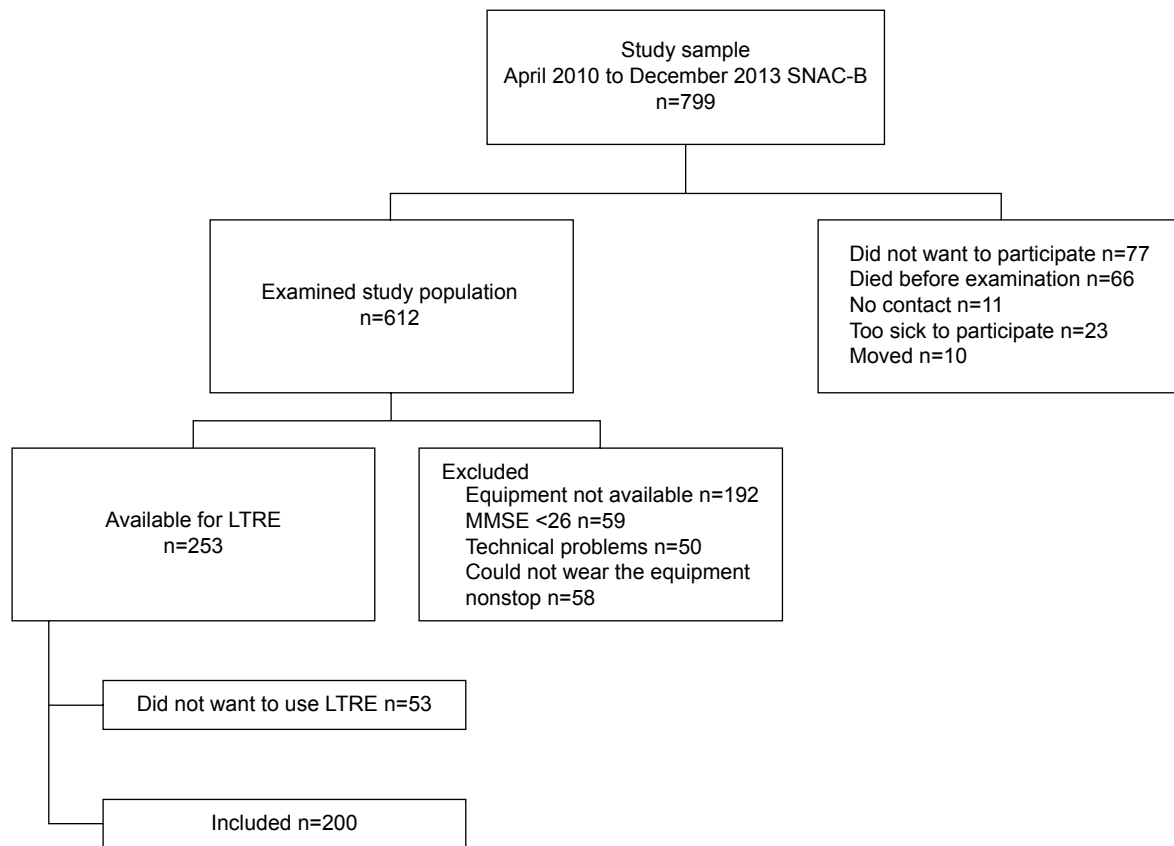 Study sample
April 2010 to December 2013 SNAC-B
n=799
Examined study population
n=612
Did not want to participate n=77
Died before examination n=66
No contact n=11
Too sick to participate n=23
Moved n=10
Available for LTRE
n=253
Excluded
Equipment not available n=192
MMSE <26 n=59
Technical problems n=50
Could not wear the equipment
nonstop n=58
Did not want to use LTRE n=53
Included n=200